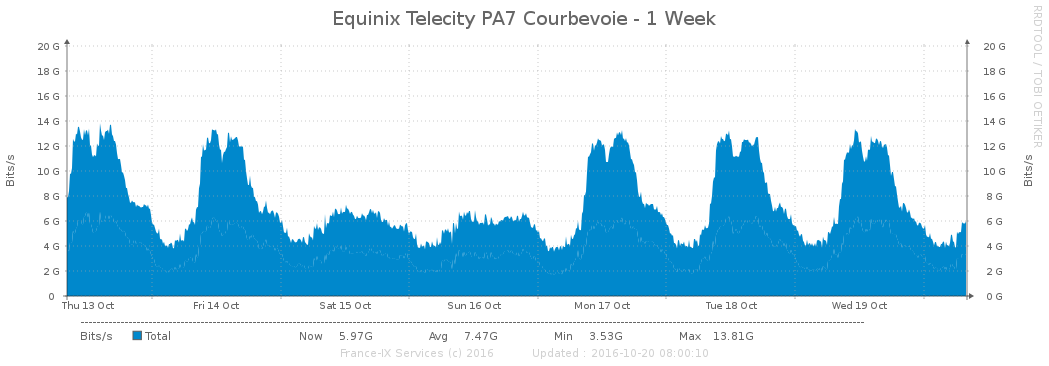 Equinix Telecity PA7 Courbevoie - 1 Week
RRDTOOL / TOBI OETIKER
Bits/s
20 G 20 G
18 G 18 G
16 G 16 G
14 G 14 G
12 G 12 G
10 G 10 G
8 G 8 G
6 G 6 G
4 G 4 G
2 G 2 G
0 0 G
Bits/s
Thu 13 Oct Fri 14 Oct Sat 15 Oct Sun 16 Oct Mon 17 Oct Tue 18 Oct Wed 19 Oct
Bits/s Total Now 5.97G Avg 7.47G Min 3.53G Max 13.81G
France-IX Services (c) 2016 Updated : 2016-10-20 08:00:10